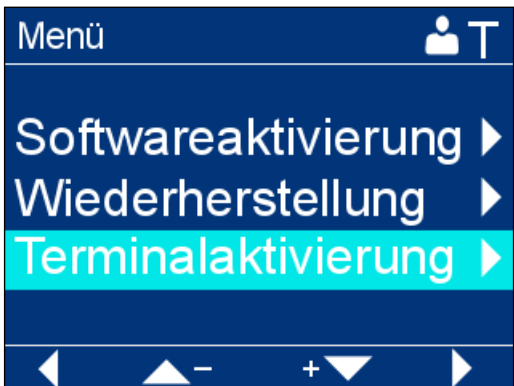 Menü T
Softwareaktivierung
Wiederherstellung
Terminalaktivierung
- +